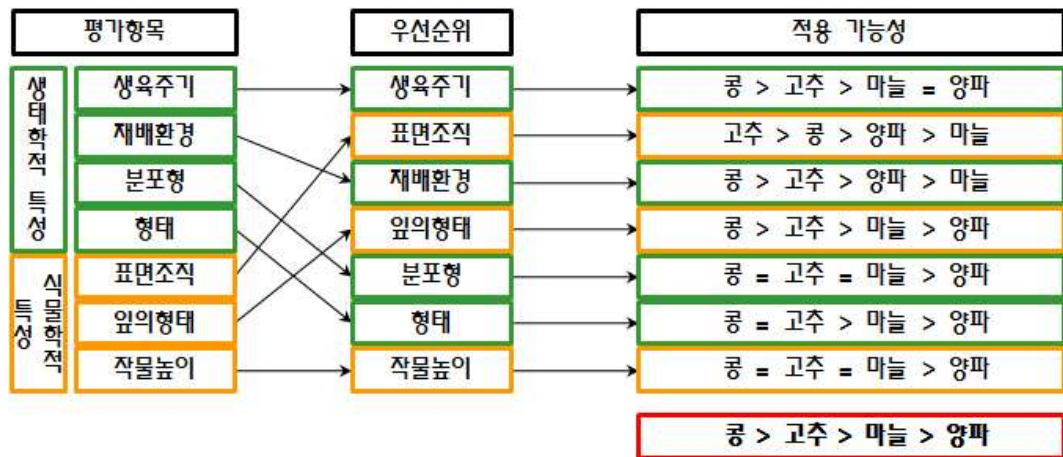 평가항목
우선순위
적용 가능성
생태학적 특성
생육주기
생육주기
콩 > 고추 > 마늘 = 양파
재배환경
표면조직
고추 > 콩 > 양파 > 마늘
분포형
재배환경
콩 > 고추 > 양파 > 마늘
형태
잎의형태
콩 > 고추 > 마늘 > 양파
식물학적 특성
표면조직
분포형
콩 = 고추 = 마늘 > 양파
잎의형태
형태
콩 = 고추 > 마늘 > 양파
작물높이
작물높이
콩 = 고추 = 마늘 > 양파
콩 > 고추 > 마늘 > 양파